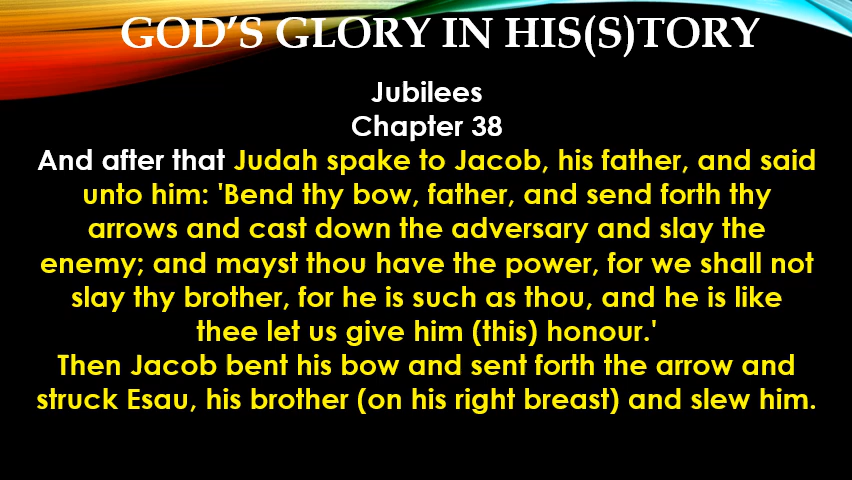 GOD'S GLORY IN HIS(S)TORY
Jubilees
Chapter 38
And after that Judah spake to Jacob, his father, and said
unto him: 'Bend thy bow, father, and send forth thy
arrows and cast down the adversary and slay the
enemy; and mayst thou have the power, for we shall not
slay thy brother, for he is such as thou, and he is like
thee let us give him (this) honour.'
Then Jacob bent his bow and sent forth the arrow and
struck Esau, his brother (on his right breast) and slew him.